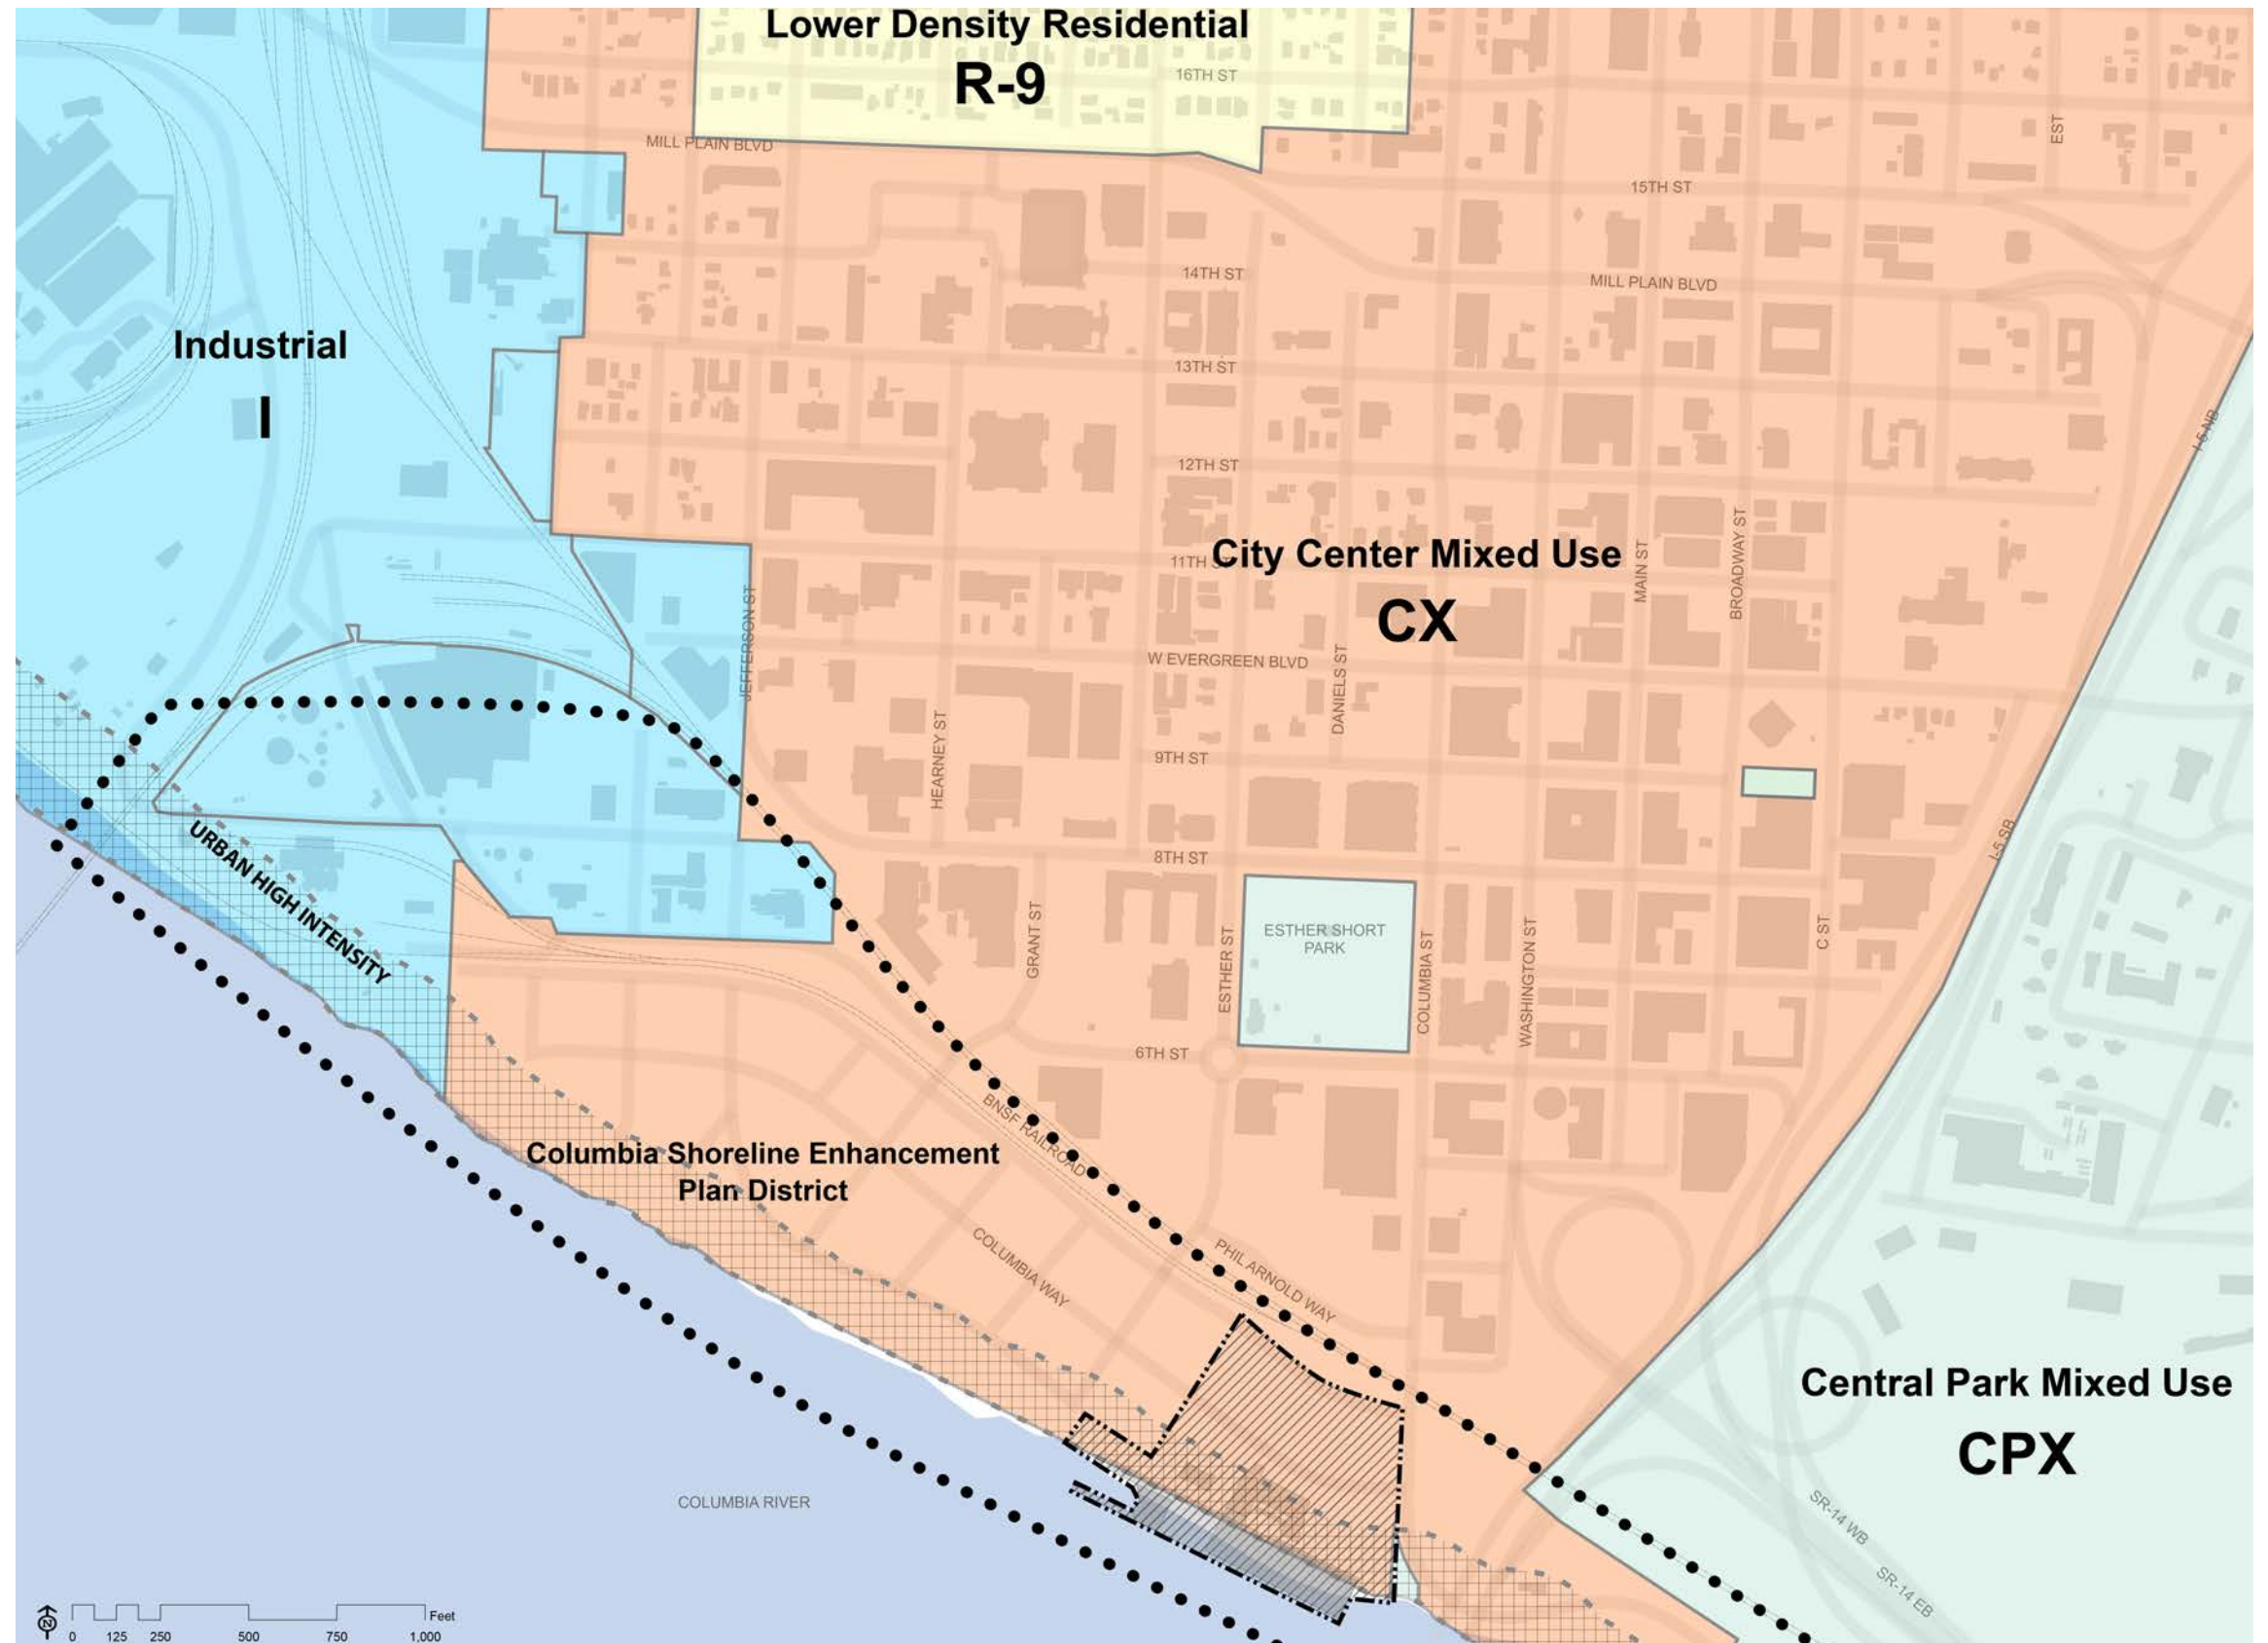 Lower Density Residential
R-9
16TH ST
MILL PLAIN BLVD
EST
15TH ST
14TH ST
MILL PLAIN BLVD
Industrial
I
13TH ST
I-5 NB
12TH ST
City Center Mixed Use
CX
11TH
MAIN ST
BROADWAY ST
JEFFERSON ST
W EVERGREEN BLVD
DANIELS ST
HEARNEY ST
9TH ST
URBAN HIGH INTENSITY
8TH ST
I-5 SB
GRANT ST
ESTHER ST
ESTHER SHORT
PARK
COLUMBIA ST
WASHINGTON ST
C ST
6TH ST
BNSF RAILROAD
Columbia Shoreline Enhancement
Plan District
COLUMBIA WAY
PHIL ARNOLD WAY
Central Park Mixed Use
CPX
COLUMBIA RIVER
SR-14 WB
SR-14 EB
N
Feet
0 125 250 500 750 1,000